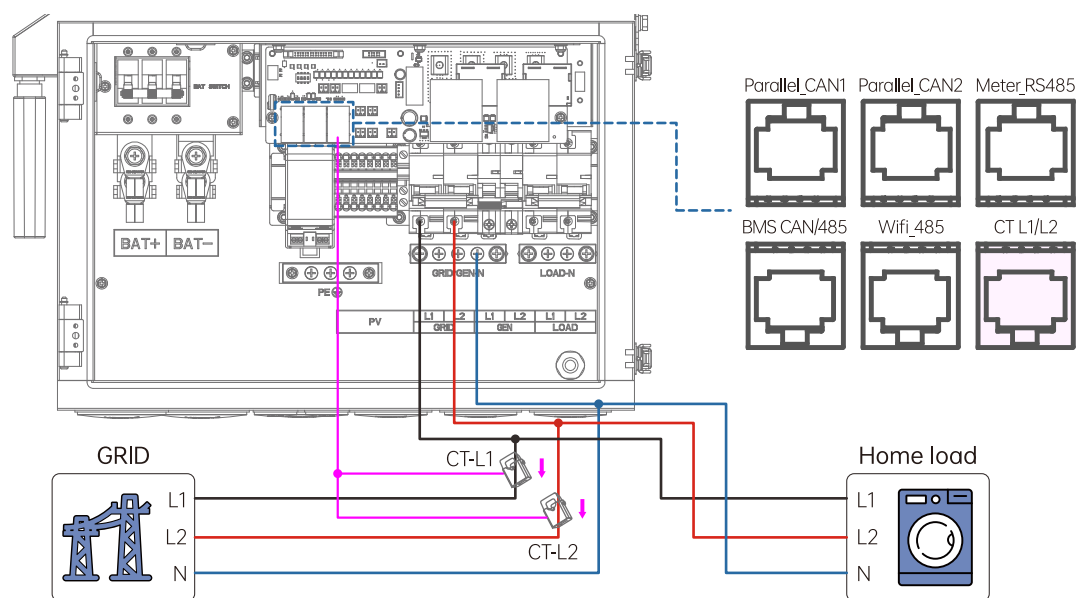 Parallel_CAN1 Parallel_CAN2 Meter_RS485
BAT SWITCH
BMS CAN/485 Wifi_485 CT L1/L2
BAT+ BAT−
GRID/GEN-N LOAD-N
PE
PV L1 L2 L1 L2 L1 L2
GRID GEN LOAD
GRID
CT-L1
Home load
L1
L2
N
CT-L2
L1
L2
N